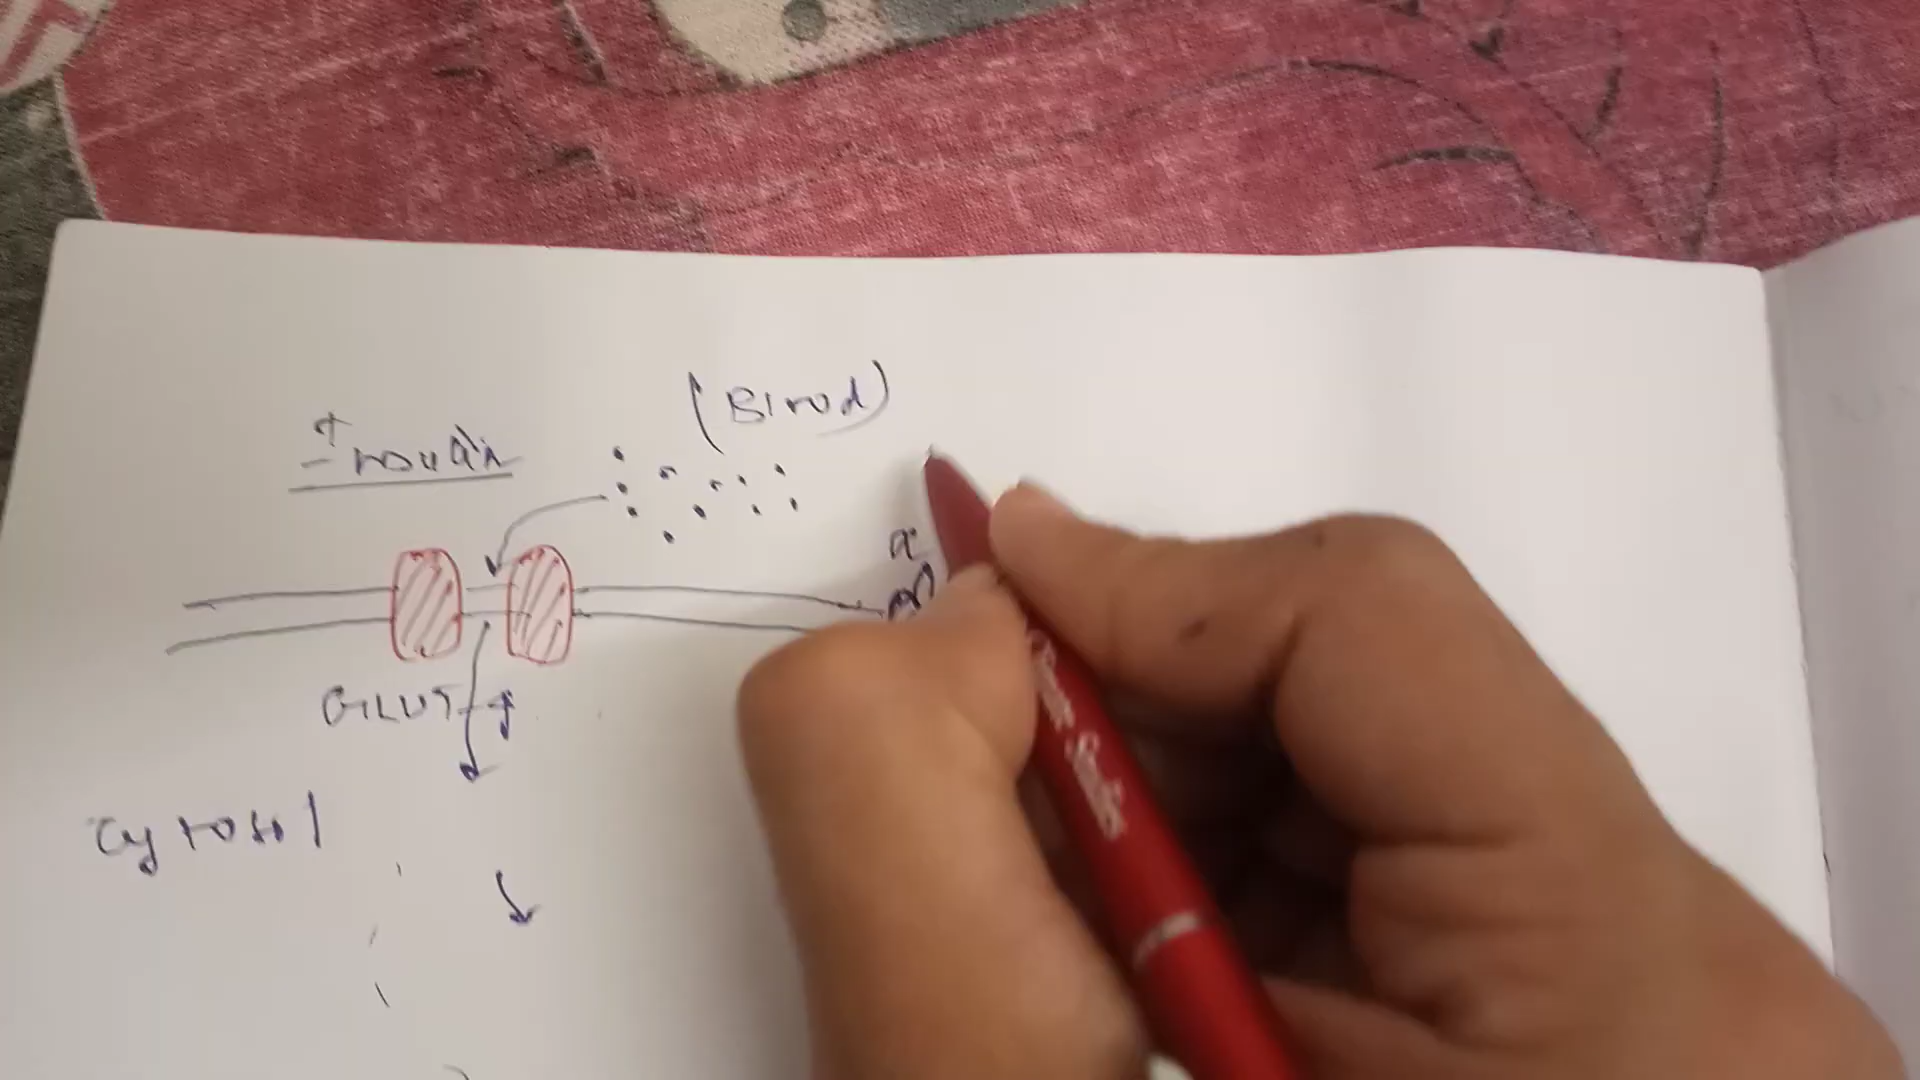 (Blood)
Insulin
α
GLUT-4
Cytosol